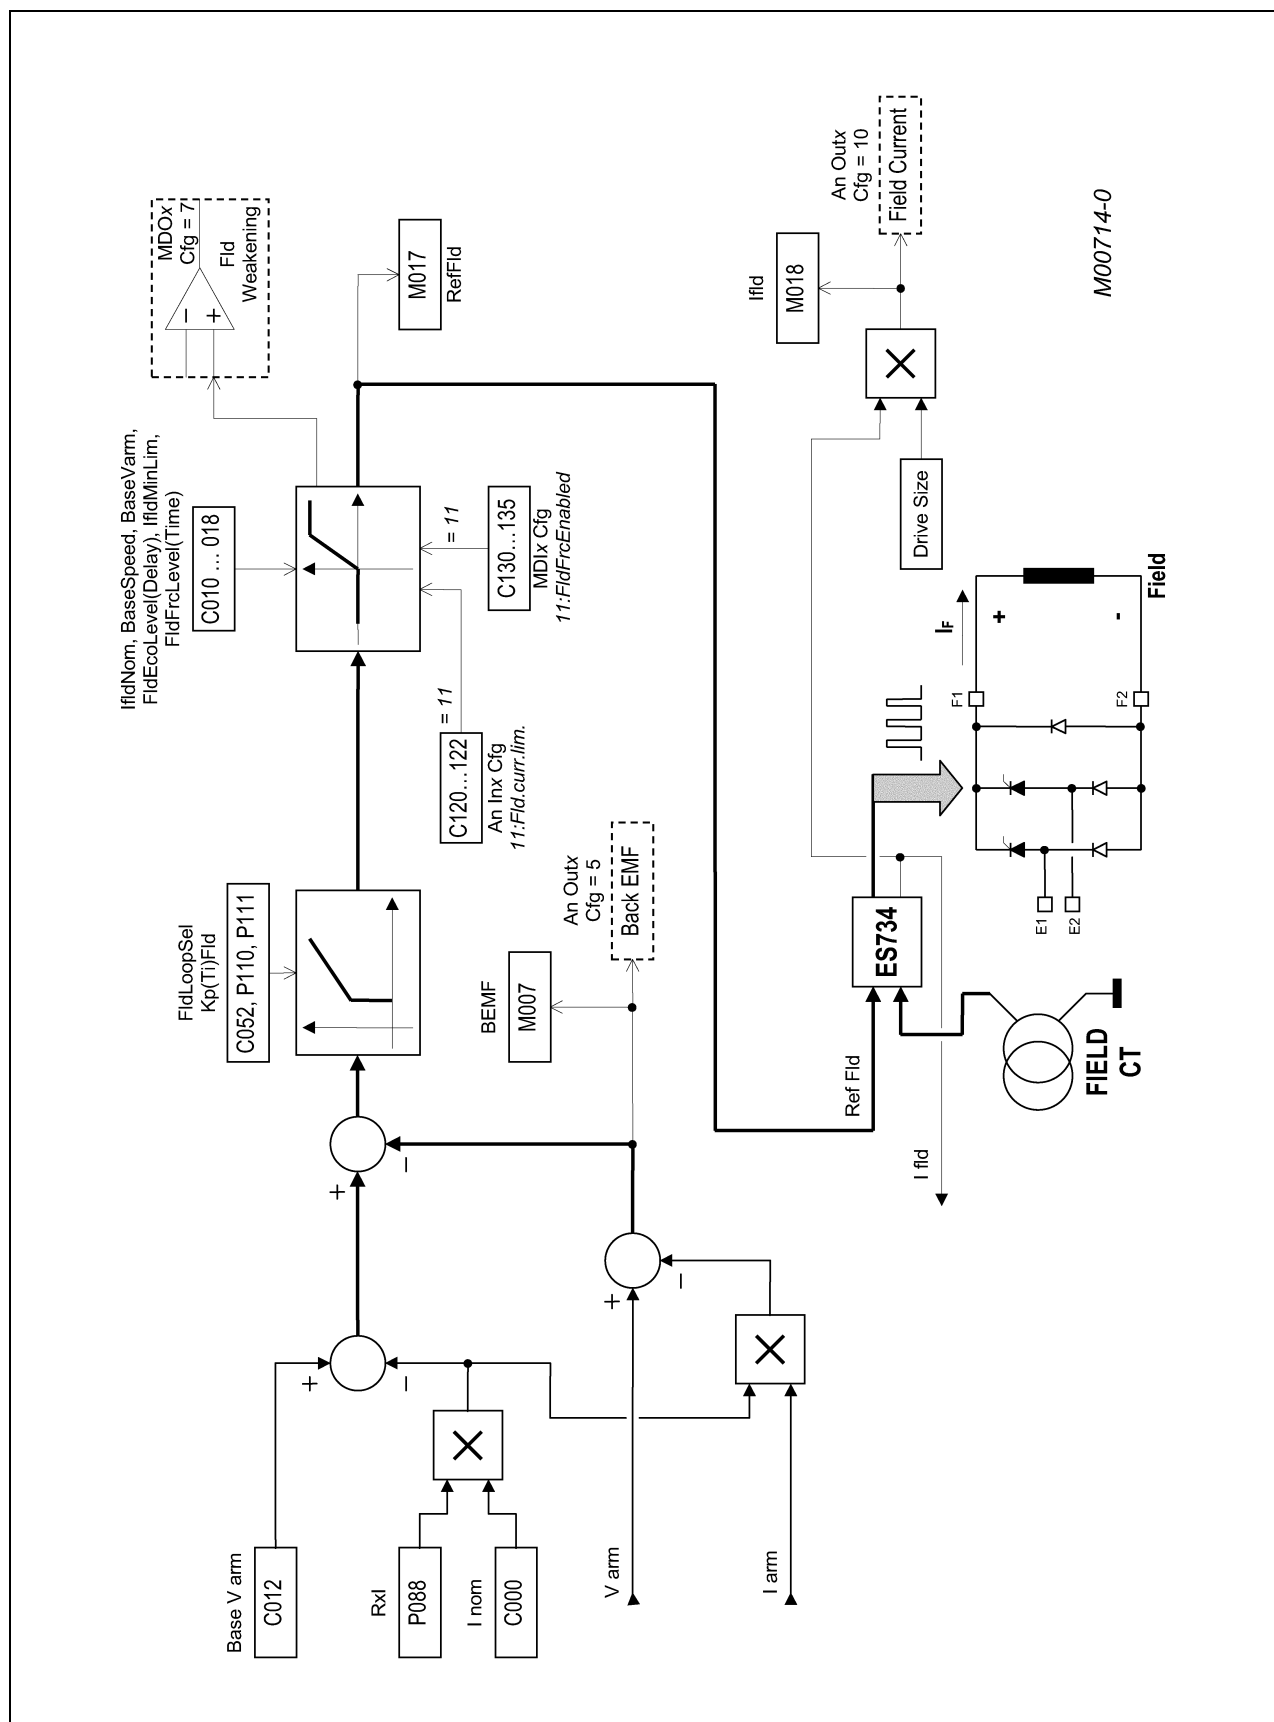 IfldNom, BaseSpeed, BaseVarm,
FldEcoLevel(Delay), IfldMinLim,
FldFrcLevel(Time)
C010 ... 018
MDOx
Cfg = 7
−
+
Fld
Weakening
FldLoopSel
Kp(Ti)Fld
C052, P110, P111
Base V arm
C012
+
−
+
−
M017
RefFld
= 11
= 11
C130...135
MDIx Cfg
11:FldFrcEnabled
C120...122
An Inx Cfg
11:Fld.curr.lim.
RxI
P088
I nom
C000
BEMF
M007
An Outx
Cfg = 5
Back EMF
V arm
+
−
I arm
Ifld
M018
An Outx
Cfg = 10
Field Current
Drive Size
Ref Fld
ES734
I fld
FIELD
CT
IF
F1
F2
+
-
Field
E1
E2
M00714-0